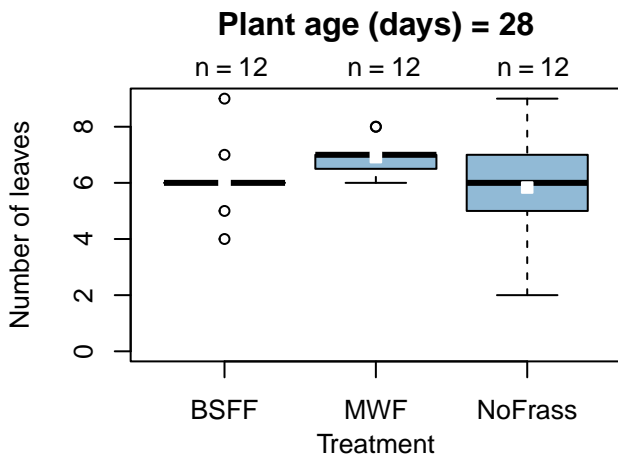 Plant age (days) = 28
n = 12 n = 12 n = 12
Number of leaves
8
6
4
2
0
BSFF MWF NoFrass
Treatment